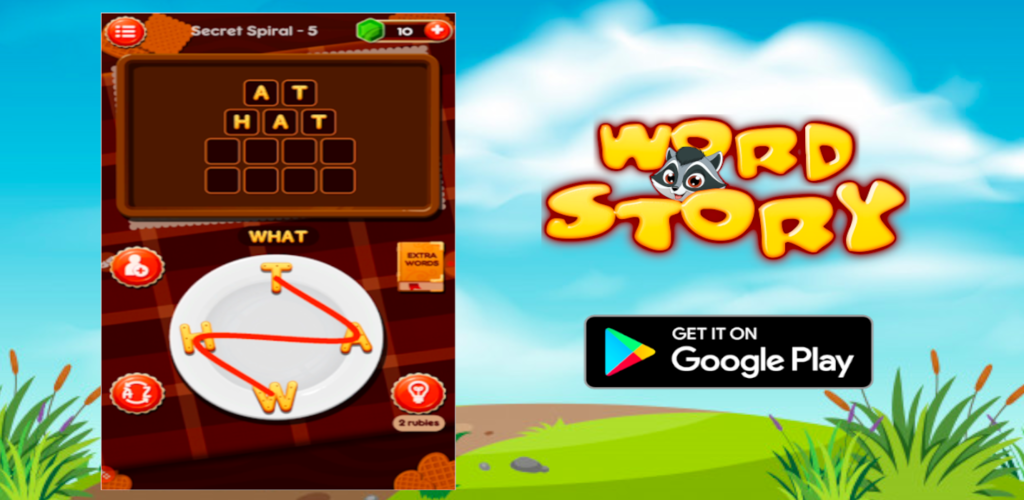 Secret Spiral - 5
10
A T
H A T
WHAT
EXTRA
WORDS
T
H A
W
A Z
2 rubies
WORD
STORY
GET IT ON
Google Play